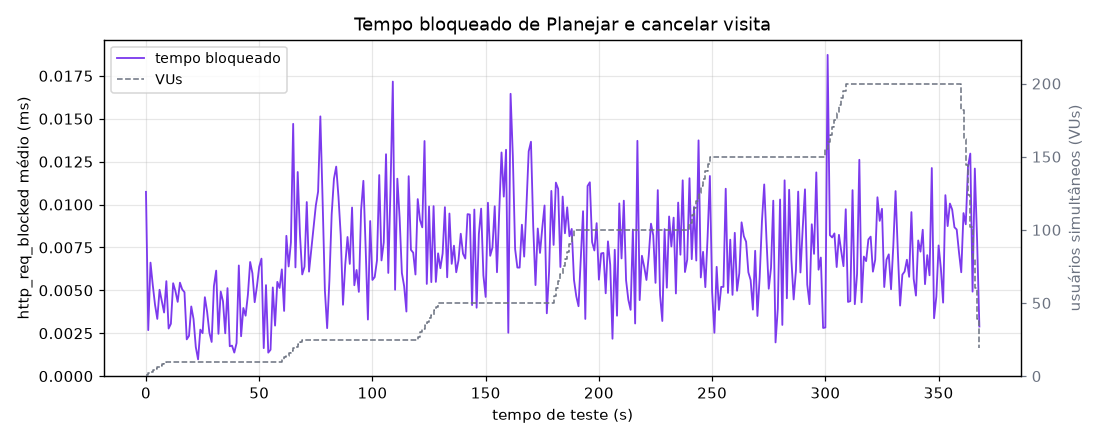 Tempo bloqueado de Planejar e cancelar visita
tempo bloqueado
VUs
http_req_blocked médio (ms)
0.0175
0.0150
0.0125
0.0100
0.0075
0.0050
0.0025
0.0000
200
150
100
50
0
usuários simultâneos (VUs)
0 50 100 150 200 250 300 350
tempo de teste (s)